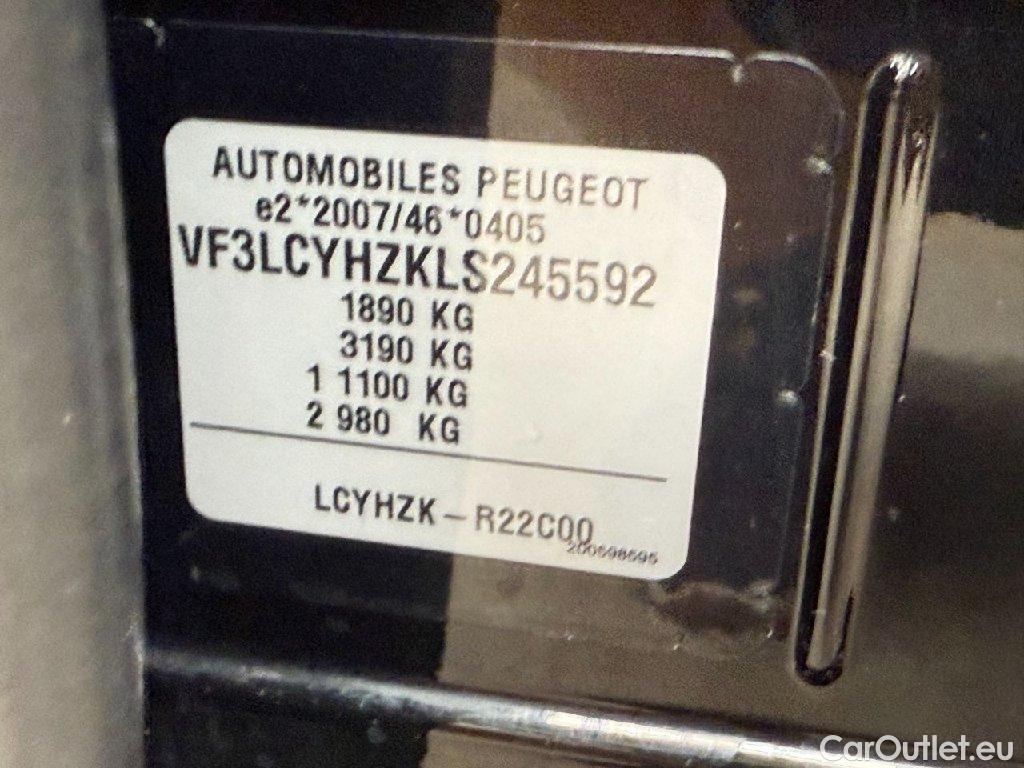 AUTOMOBILES PEUGEOT
e2*2007/46*0405
VF3LCYHZKLS245592
1890 KG
3190 KG
1 1100 KG
2 980 KG
LCYHZK-R22C00
200598595
CarOutlet.eu